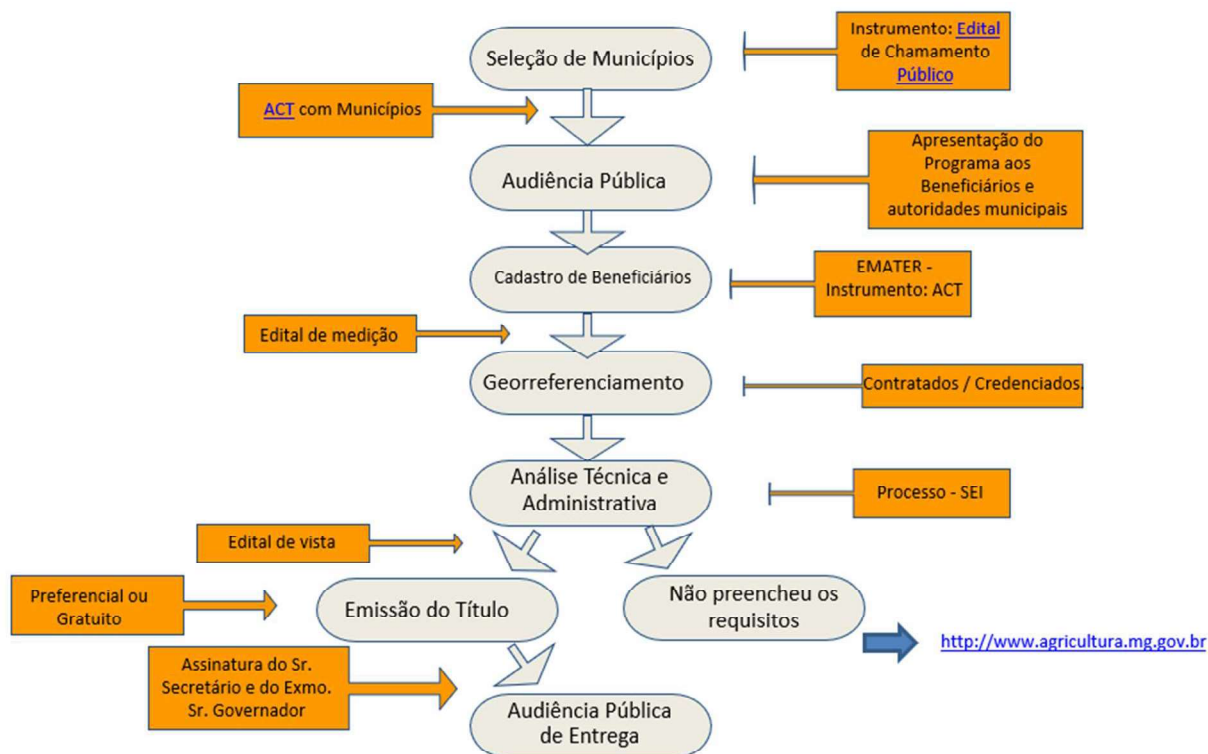 Seleção de Municípios
Instrumento: Edital
de Chamamento
Público
ACT com Municípios
Audiência Pública
Apresentação do
Programa aos
Beneficiários e
autoridades municipais
Cadastro de Beneficiários
EMATER -
Instrumento: ACT
Edital de medição
Georreferenciamento
Contratados / Credenciados.
Análise Técnica e
Administrativa
Processo - SEI
Edital de vista
Preferencial ou
Gratuito
Emissão do Título
Não preencheu os
requisitos
http://www.agricultura.mg.gov.br
Assinatura do Sr.
Secretário e do Exmo.
Sr. Governador
Audiência Pública
de Entrega